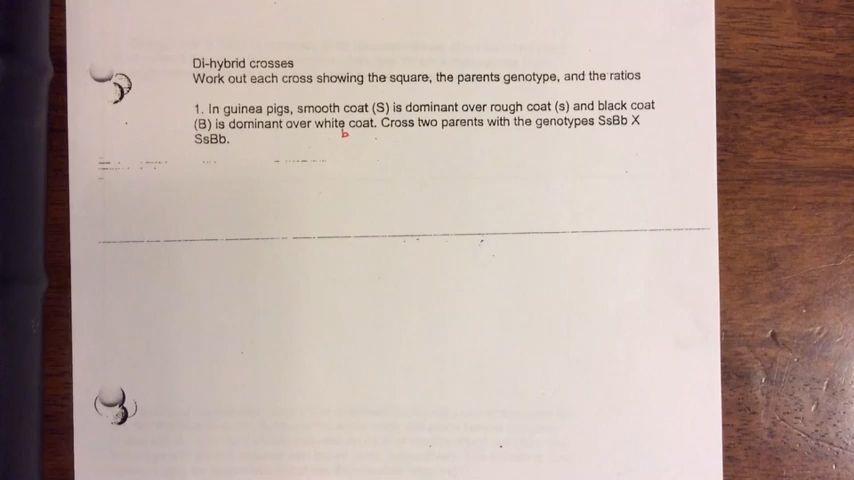 Di-hybrid crosses
Work out each cross showing the square, the parents genotype, and the ratios
1. In guinea pigs, smooth coat (S) is dominant over rough coat (s) and black coat
(B) is dominant over white coat. Cross two parents with the genotypes SsBb X
b
SsBb.